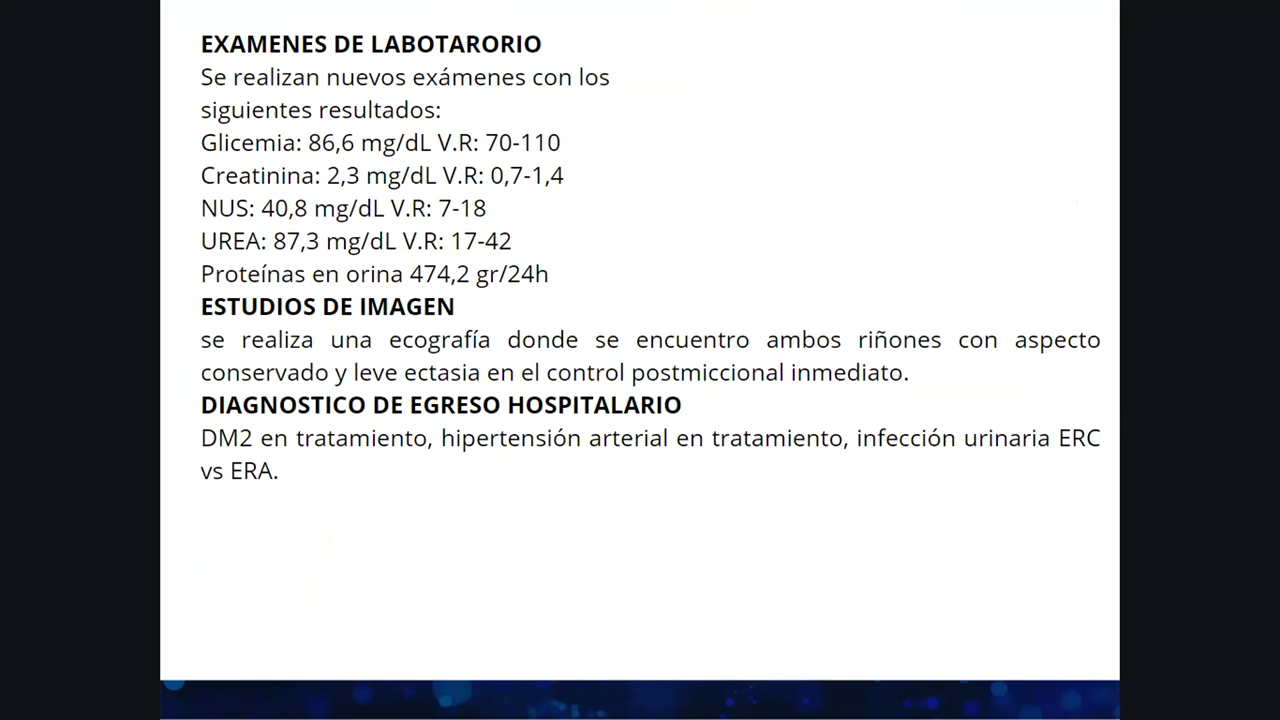 EXAMENES DE LABOTARORIO
Se realizan nuevos exámenes con los
siguientes resultados:
Glicemia: 86,6 mg/dL V.R: 70-110
Creatinina: 2,3 mg/dL V.R: 0,7-1,4
NUS: 40,8 mg/dL V.R: 7-18
UREA: 87,3 mg/dL V.R: 17-42
Proteínas en orina 474,2 gr/24h
ESTUDIOS DE IMAGEN
se realiza una ecografía donde se encuentro ambos riñones con aspecto
conservado y leve ectasia en el control postmiccional inmediato.
DIAGNOSTICO DE EGRESO HOSPITALARIO
DM2 en tratamiento, hipertensión arterial en tratamiento, infección urinaria ERC
vs ERA.